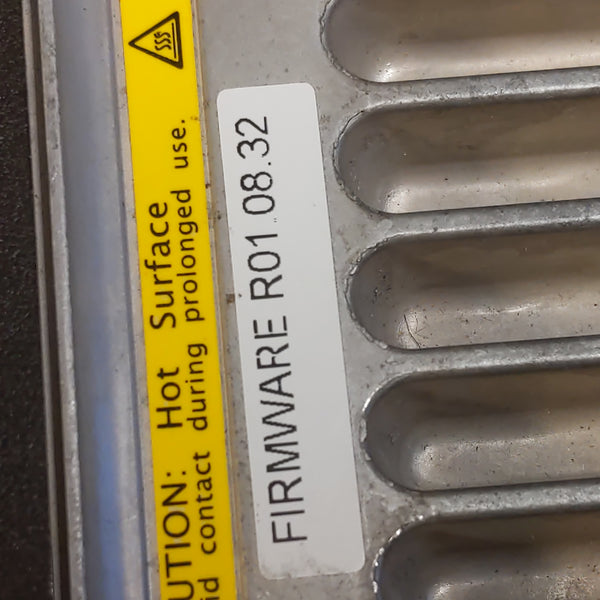 UTION: Hot Surface
id contact during prolonged use.
FIRMWARE R01.08.32